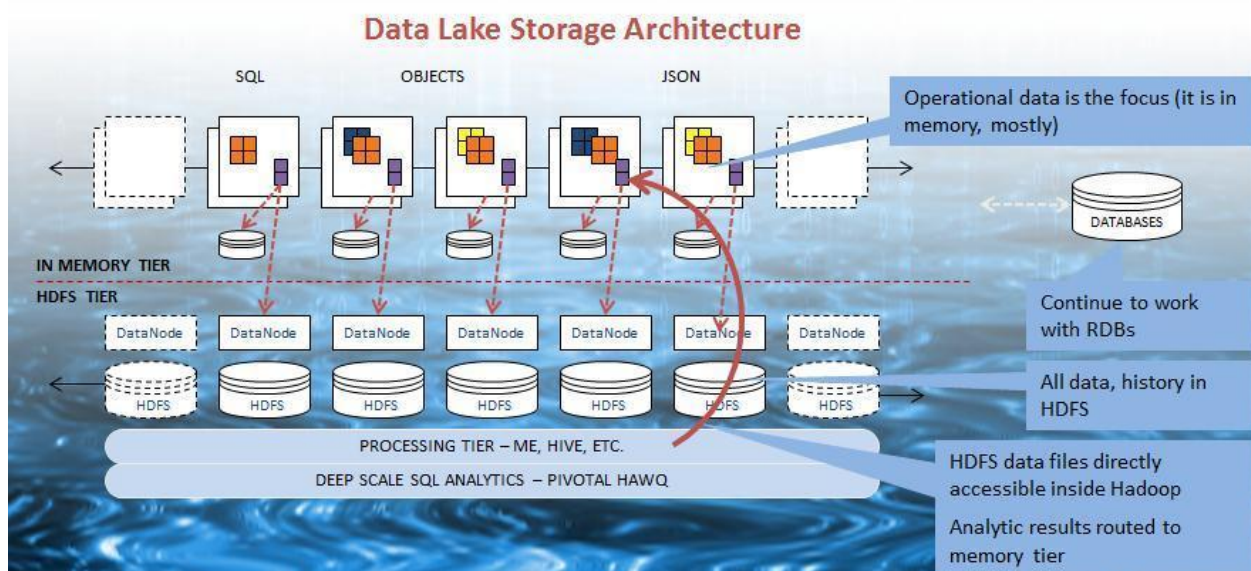 Data Lake Storage Architecture
SQL
OBJECTS
JSON
Operational data is the focus (it is in
memory, mostly)
DATABASES
IN MEMORY TIER
HDFS TIER
Continue to work
with RDBs
DataNode
DataNode
DataNode
DataNode
DataNode
DataNode
DataNode
HDFS
HDFS
HDFS
HDFS
HDFS
HDFS
HDFS
All data, history in
HDFS
PROCESSING TIER – ME, HIVE, ETC.
DEEP SCALE SQL ANALYTICS – PIVOTAL HAWQ
HDFS data files directly
accessible inside Hadoop
Analytic results routed to
memory tier